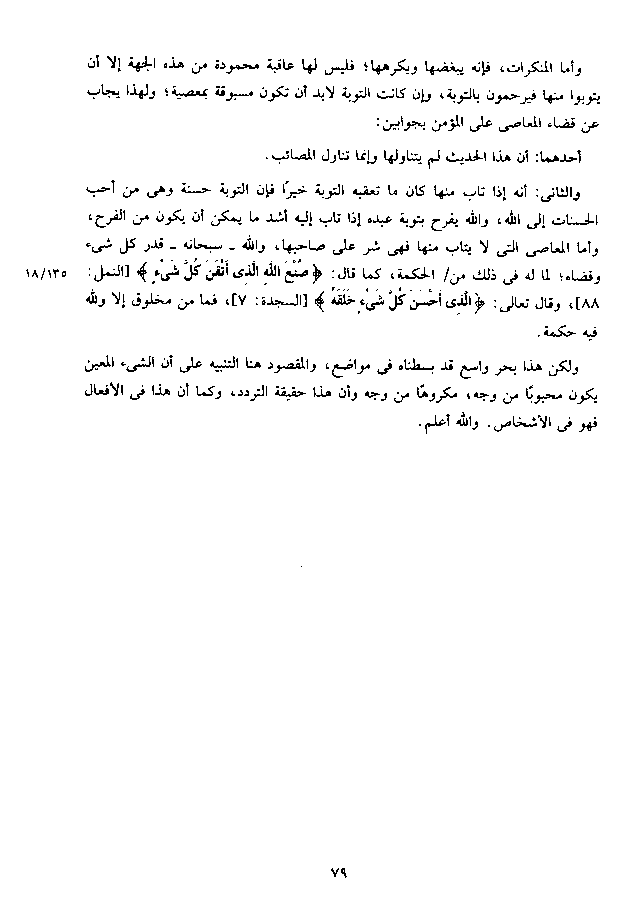 وأما المنكرات، فإنه يبغضها ويكرهها؛ فليس لها عاقبة محمودة من هذه الجهة إلا أن
يتوبوا منها فيرحمون بالتوبة، وإن كانت التوبة لابد أن تكون مسبوقة بمعصية؛ ولهذا يجاب
عن قضاء المعاصى على المؤمن بجوابين:
أحدهما: أن هذا الحديث لم يتناولها وإنما تناول المصائب.
والثانى: أنه إذا تاب منها كان ما تعقبه التوبة خيرًا فإن التوبة حسنة وهى من أحب
الحسنات إلى الله، والله يفرح بتوبة عبده إذا تاب إليه أشد ما يمكن أن يكون من الفرح،
وأما المعاصى التى لا يتاب منها فهى شر على صاحبها، والله ـ سبحانه ـ قدر كل شىء
وقضاه؛ لما له فى ذلك من/ الحكمة، كما قال: ﴿ صُنْعَ اللَّهِ الَّذِى أَتْقَنَ كُلَّ شَىْءٍ ﴾ [النمل: ١٨/١٣٥
٨٨]، وقال تعالى: ﴿ الَّذِى أَحْسَنَ كُلَّ شَىْءٍ خَلَقَهُ ﴾ [السجدة: ٧]، فما من مخلوق إلا ولله
فيه حكمة.
ولكن هذا بحر واسع قد بسطناه فى مواضع، والمقصود هنا التنبيه على أن الشىء المعين
يكون محبوبًا من وجه، مكروهًا من وجه وأن هذا حقيقة التردد، وكما أن هذا فى الأفعال
فهو فى الأشخاص. والله أعلم.
٧٩